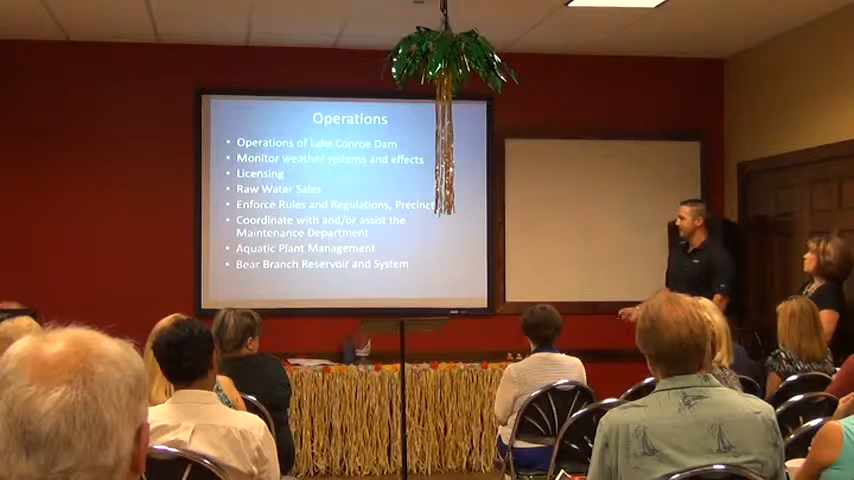 Operations
• Operations of Lake Conroe Dam
• Monitor weather systems and effects
• Licensing
• Raw Water Sales
• Enforce Rules and Regulations, Precinct
• Coordinate with and/or assist the
Maintenance Department
• Aquatic Plant Management
• Bear Branch Reservoir and System